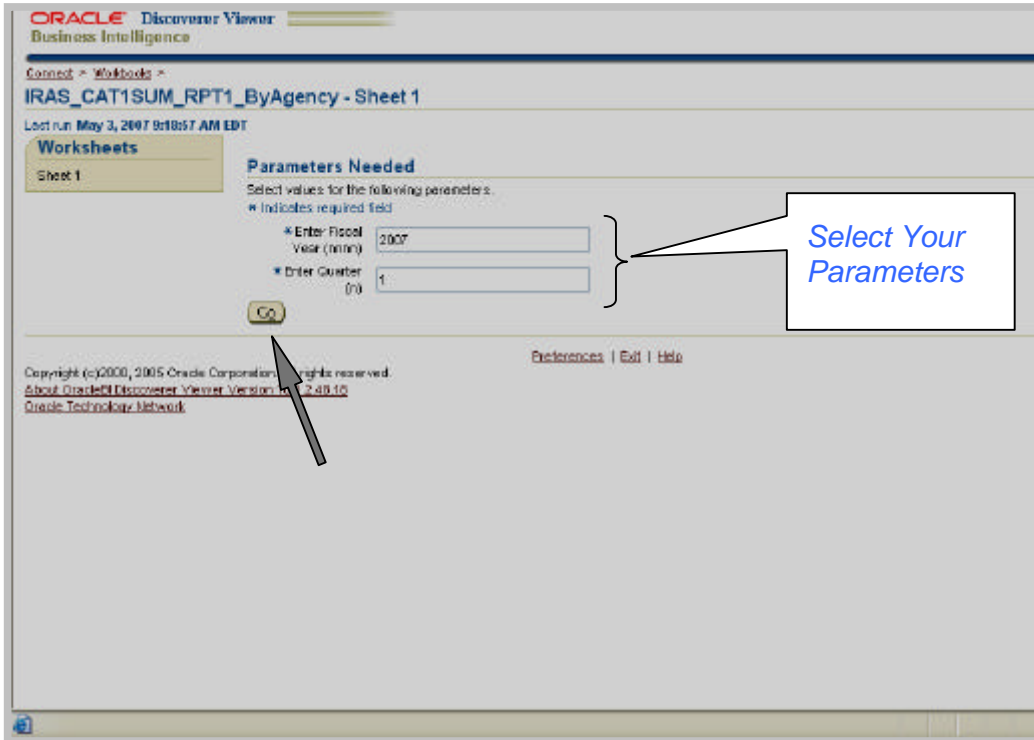 ORACLE Discoverer Viewer
Business Intelligence
Connect > Workbooks >
IRAS_CAT1SUM_RPT1_ByAgency - Sheet 1
Last run May 3, 2007 9:18:57 AM EDT
Worksheets
Sheet 1
Parameters Needed
Select values for the following parameters.
* Indicates required field
* Enter Fiscal
Year (nnnn)
2007
* Enter Quarter
(n)
1
Go
Select Your
Parameters
Preferences | Exit | Help
Copyright (c)2000, 2005 Oracle Corporation. rights reserved.
About OracleBI Discoverer Viewer Version
Oracle Technology Network